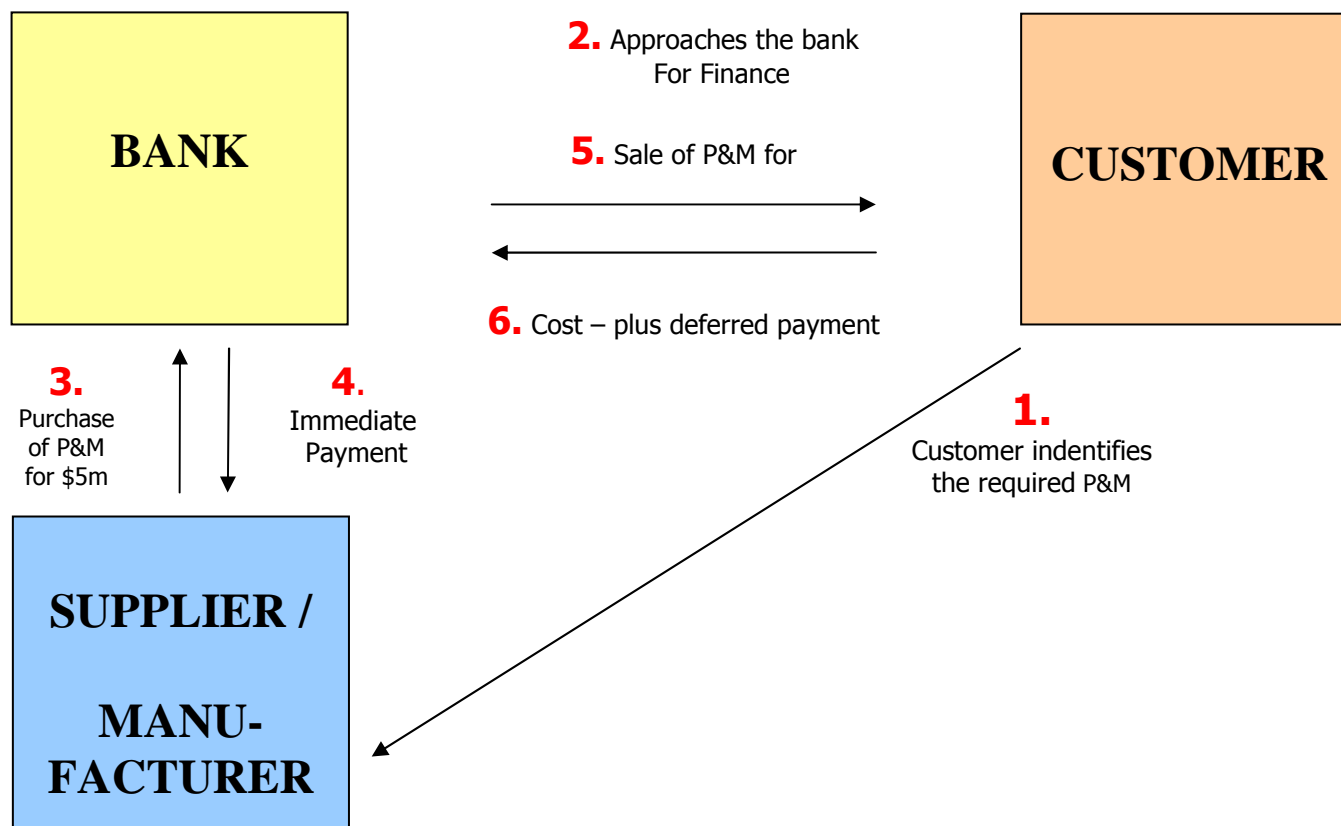 2. Approaches the bank
For Finance
BANK
5. Sale of P&M for
CUSTOMER
6. Cost – plus deferred payment
3.
Purchase
of P&M
for $5m
4.
Immediate
Payment
1.
Customer indentifies
the required P&M
SUPPLIER /
MANU-
FACTURER